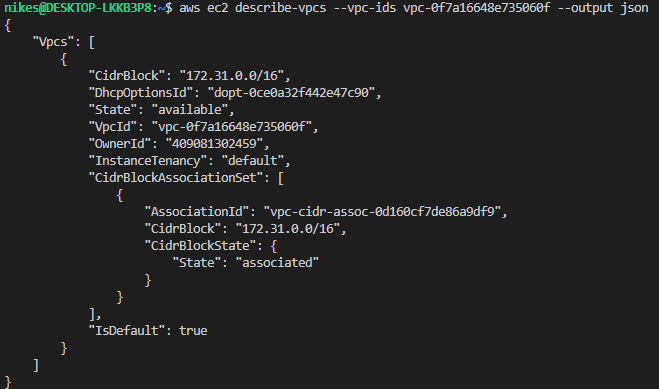 nikes@DESKTOP-LKKB3P8:~$ aws ec2 describe-vpcs --vpc-ids vpc-0f7a16648e735060f --output json
{
    "Vpcs": [
        {
            "CidrBlock": "172.31.0.0/16",
            "DhcpOptionsId": "dopt-0ce0a32f442e47c90",
            "State": "available",
            "VpcId": "vpc-0f7a16648e735060f",
            "OwnerId": "409081302459",
            "InstanceTenancy": "default",
            "CidrBlockAssociationSet": [
                {
                    "AssociationId": "vpc-cidr-assoc-0d160cf7de86a9df9",
                    "CidrBlock": "172.31.0.0/16",
                    "CidrBlockState": {
                        "State": "associated"
                    }
                }
            ],
            "IsDefault": true
        }
    ]
}